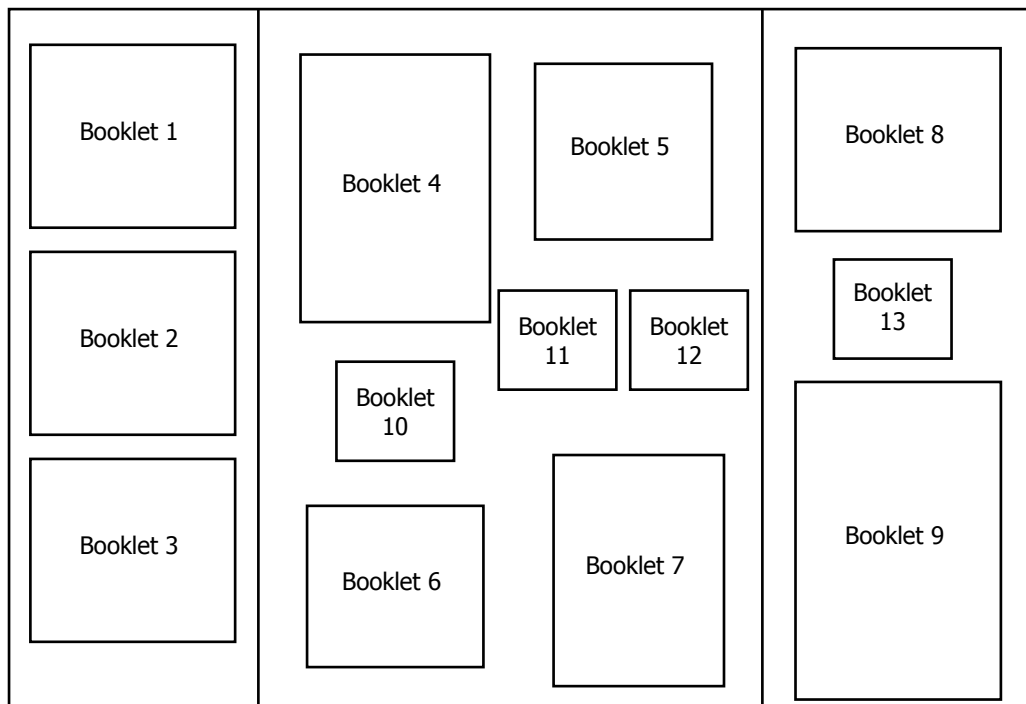 Booklet 1
Booklet 2
Booklet 3
Booklet 4
Booklet 5
Booklet
11
Booklet
12
Booklet
10
Booklet 6
Booklet 7
Booklet 8
Booklet
13
Booklet 9